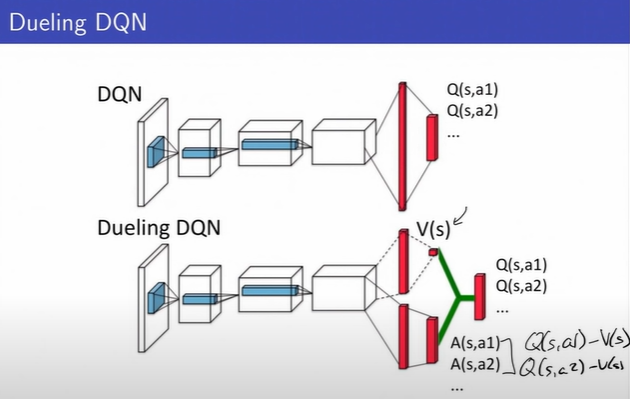 Dueling DQN
DQN
Q(s,a1)
Q(s,a2)
...
Dueling DQN
V(s)
Q(s,a1)
Q(s,a2)
...
A(s,a1) Q(s,a1)-V(s)
A(s,a2) Q(s,a2)-V(s)
...